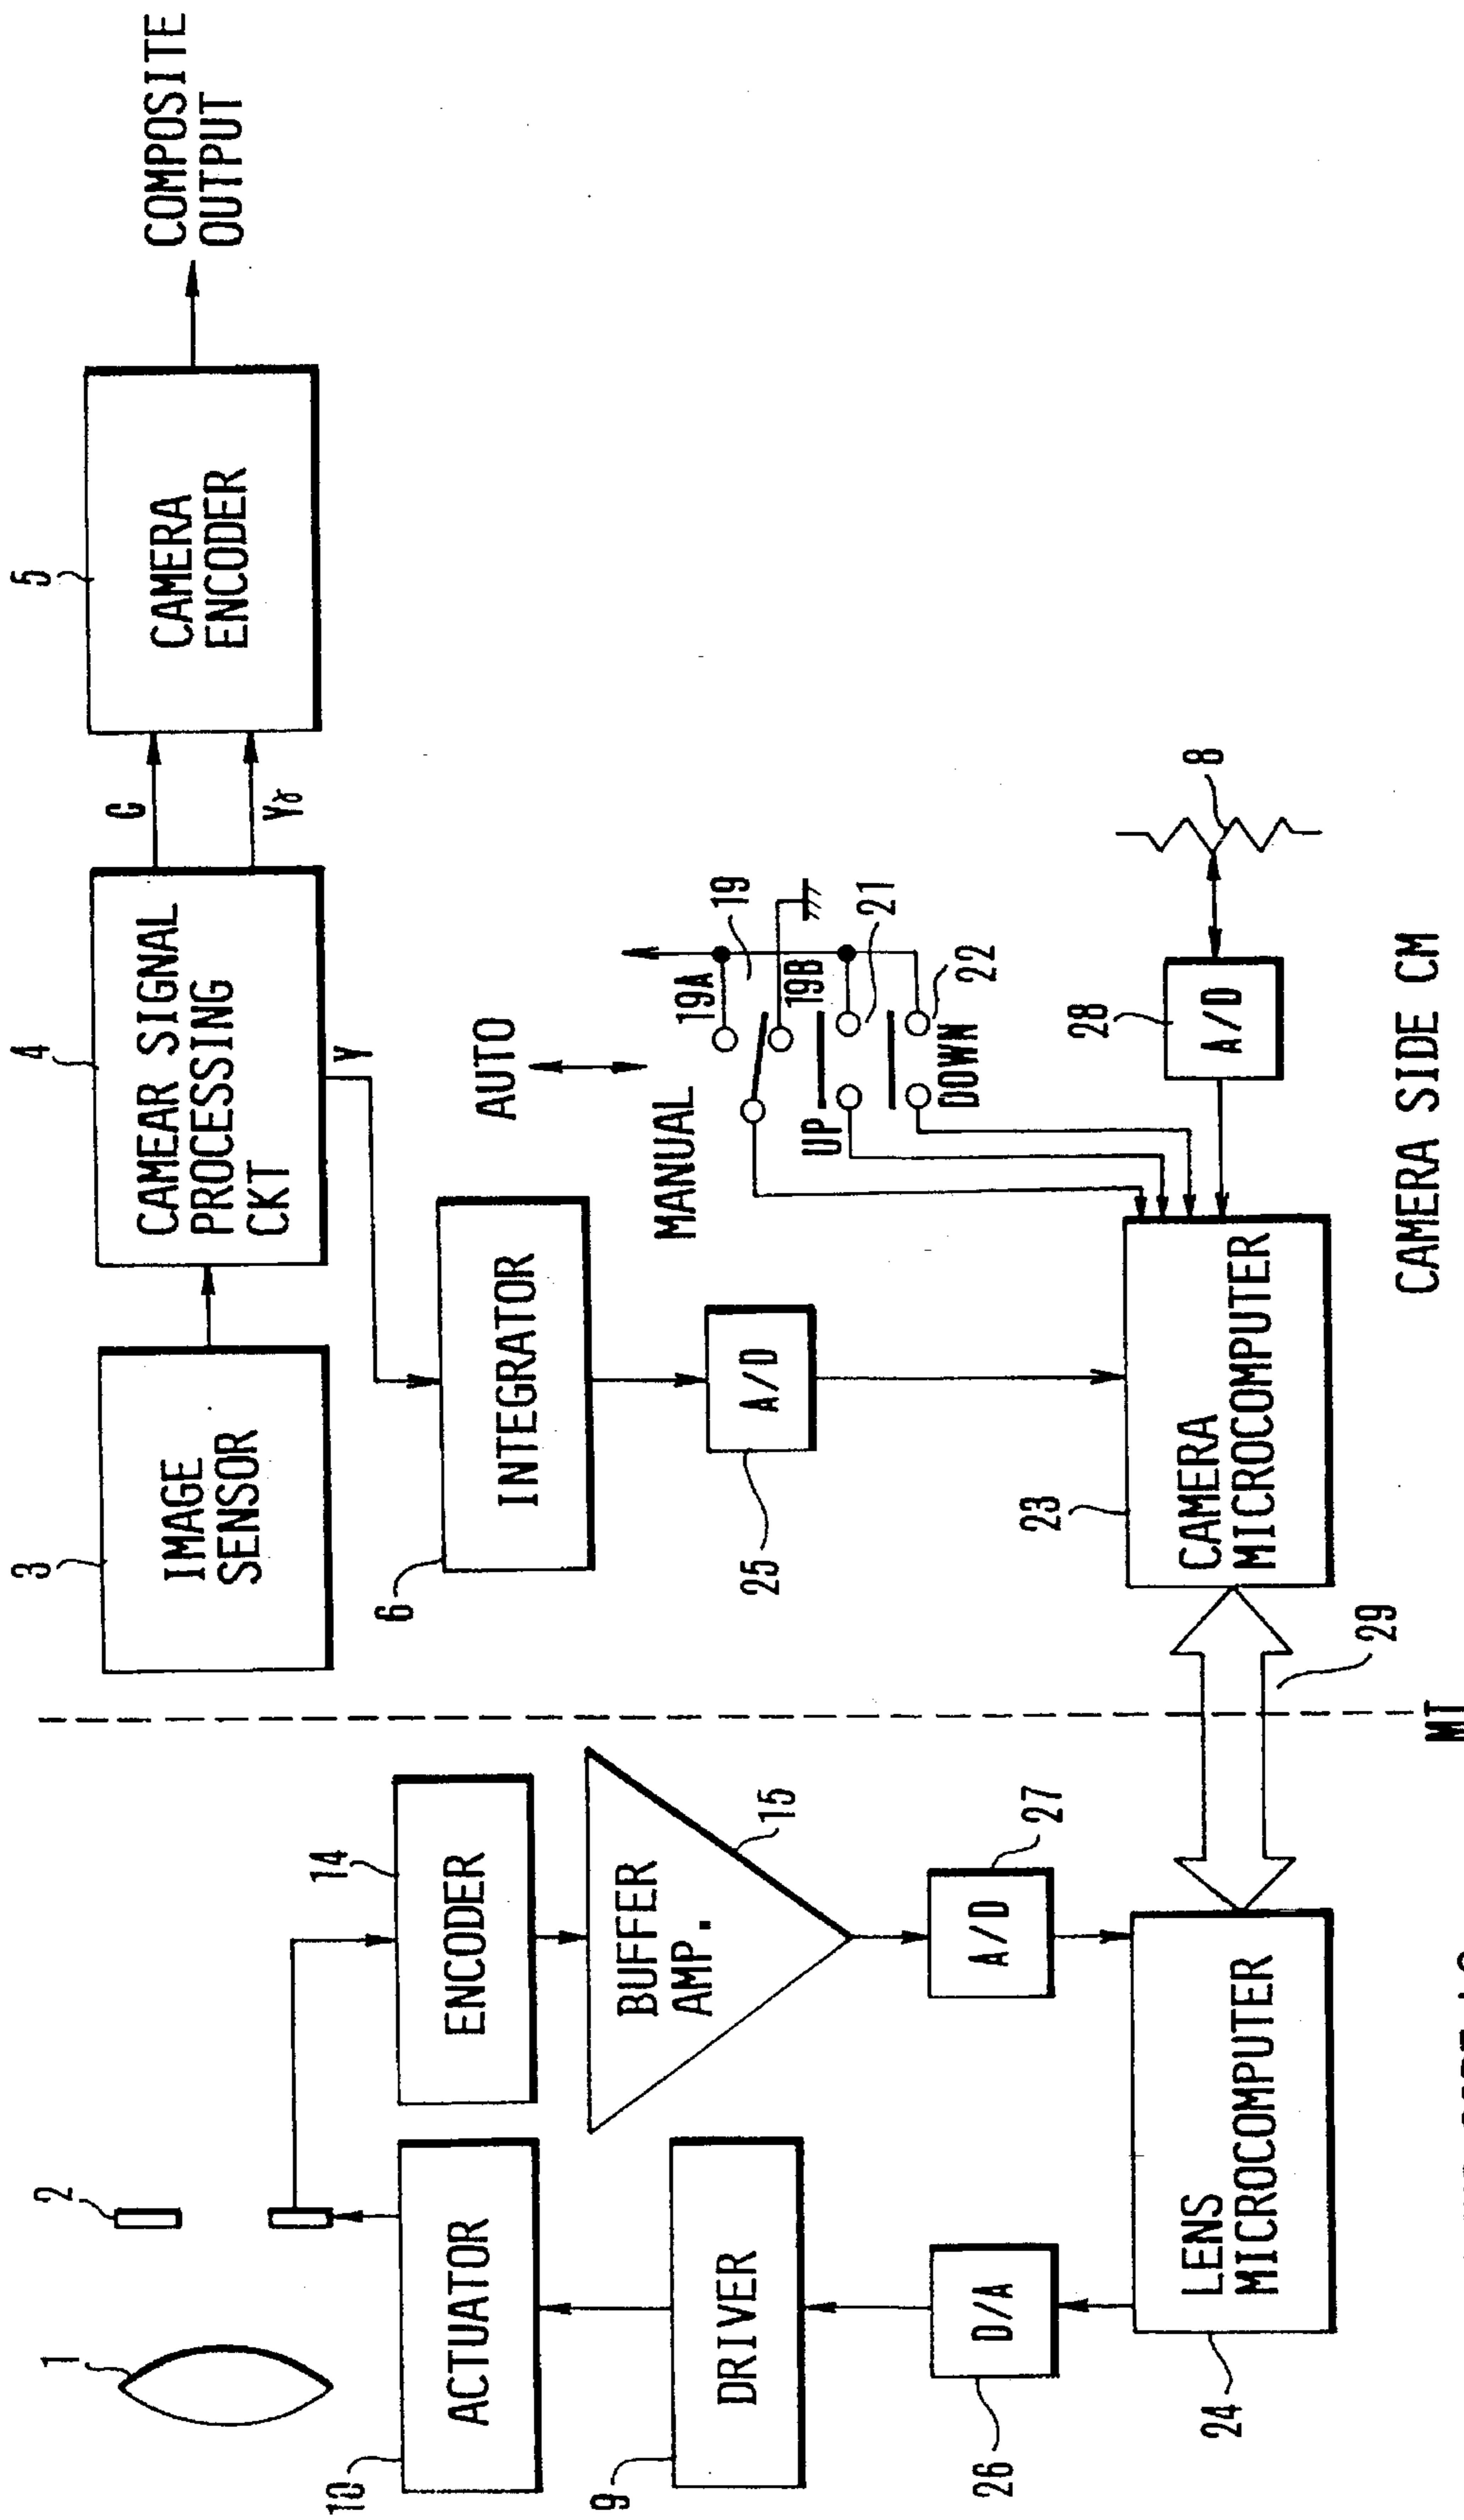 1
2
3
IMAGE
SENSOR
4
CAMEAR SIGNAL
PROCESSING
CKT
C
Yγ
Y
5
CAMERA
ENCODER
COMPOSITE
OUTPUT
10
ACTUATOR
14
ENCODER
6
INTEGRATOR
AUTO
MANUAL
19A
19
19B
UP
21
DOWN
22
9
DRIVER
BUFFER
AMP.
15
25
A/D
26
D/A
27
A/D
28
A/D
8
24
LENS
MICROCOMPUTER
29
23
CAMERA
MICROCOMPUTER
MT
CAMERA SIDE CM